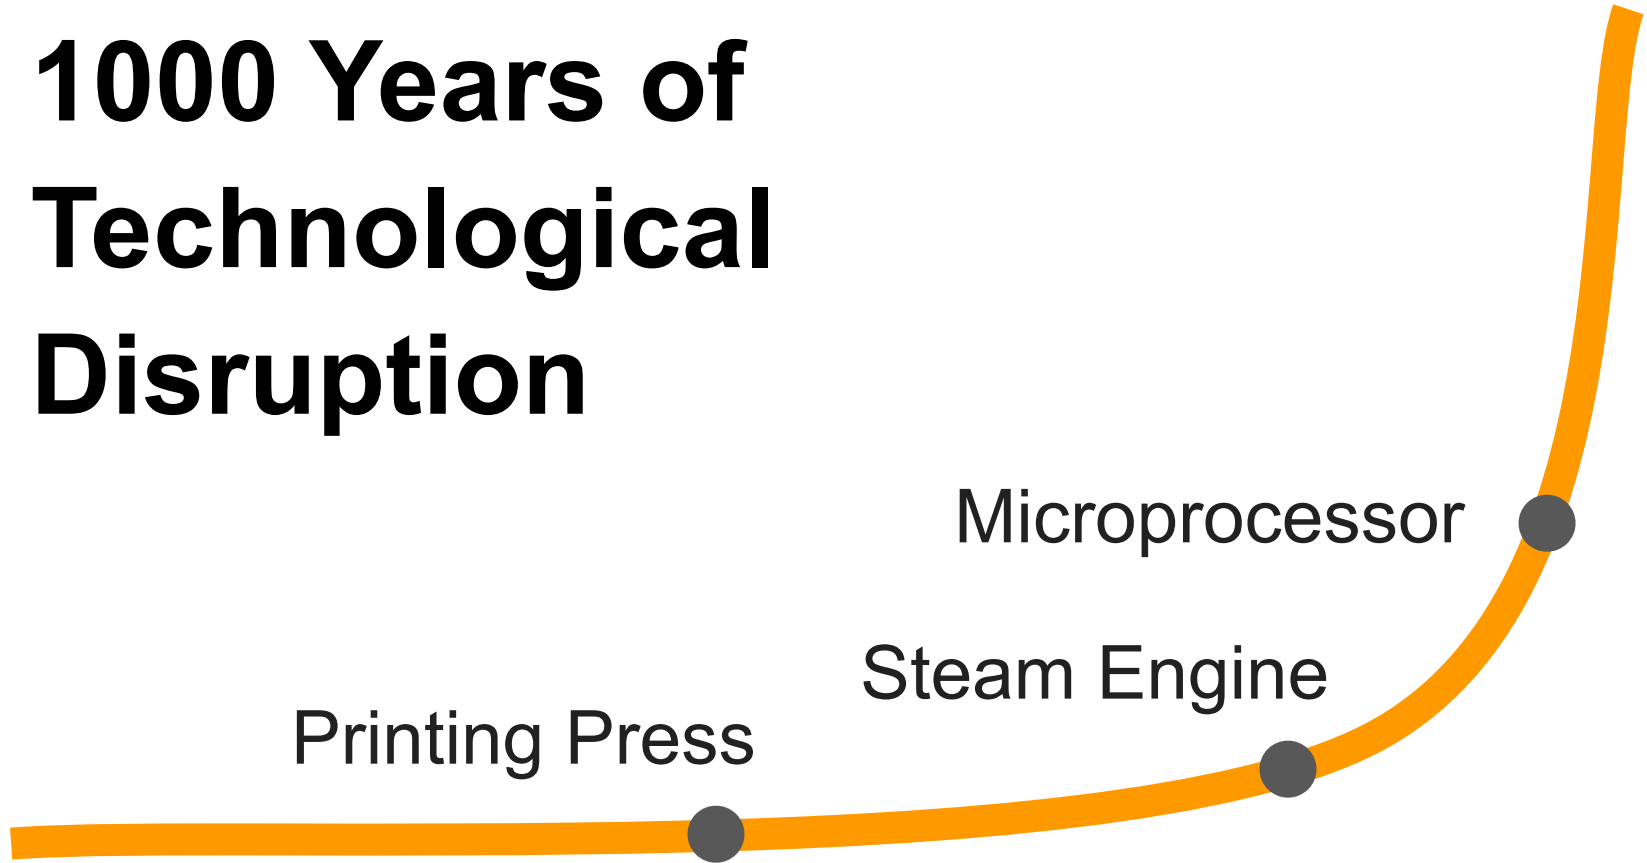 1000 Years of
Technological
Disruption
Microprocessor
Steam Engine
Printing Press